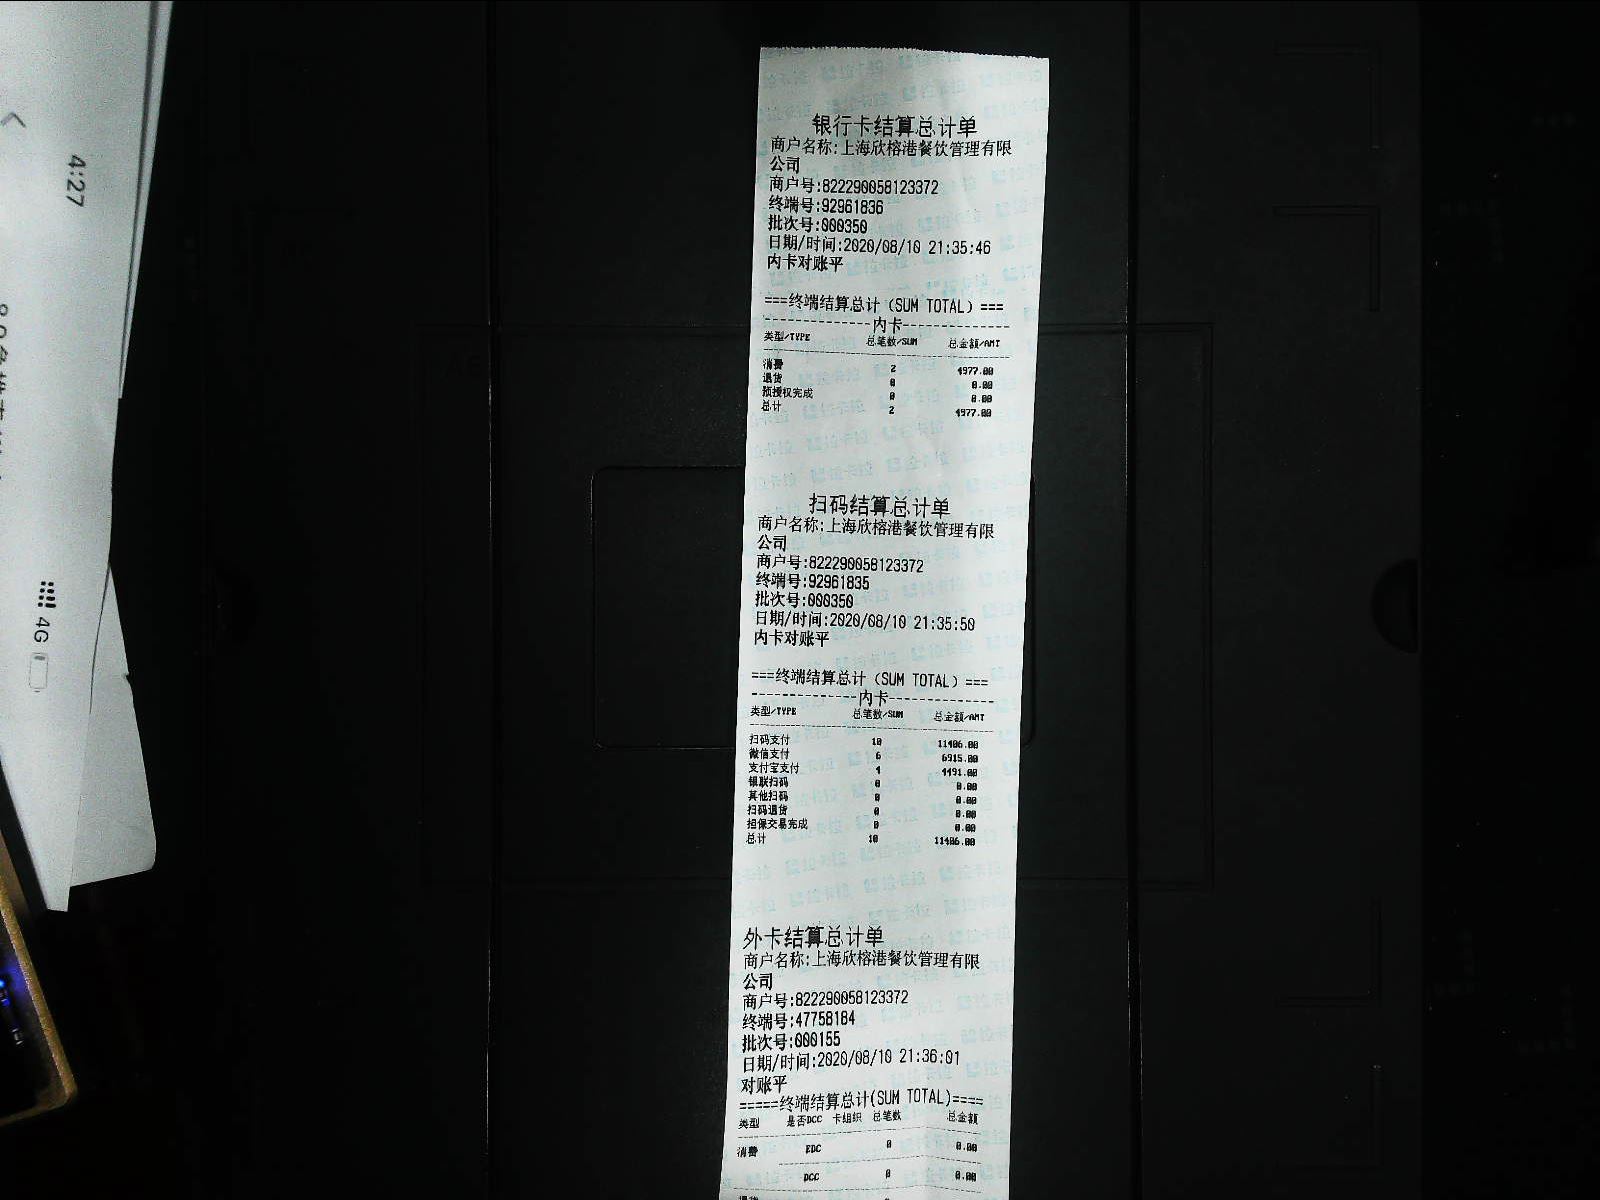 4:27
4G
银行卡结算总计单
商户名称:上海欣榕港餐饮管理有限
公司
商户号:822290058123372
终端号:92961836
批次号:000350
日期/时间:2020/08/10 21:35:46
内卡对账平
===终端结算总计（SUM TOTAL）===
--------------内卡--------------
类型/TYPE 总笔数/SUM 总金额/AMT
消费 2 4977.00
退货 0 0.00
预授权完成 0 0.00
总计 2 4977.00
扫码结算总计单
商户名称:上海欣榕港餐饮管理有限
公司
商户号:822290058123372
终端号:92961835
批次号:000350
日期/时间:2020/08/10 21:35:50
内卡对账平
===终端结算总计（SUM TOTAL）===
--------------内卡--------------
类型/TYPE 总笔数/SUM 总金额/AMT
扫码支付 10 11406.00
微信支付 6 6915.00
支付宝支付 4 4491.00
银联扫码 0 0.00
其他扫码 0 0.00
扫码退货 0 0.00
担保交易完成 0 0.00
总计 10 11406.00
外卡结算总计单
商户名称:上海欣榕港餐饮管理有限
公司
商户号:822290058123372
终端号:47758184
批次号:000155
日期/时间:2020/08/10 21:36:01
对账平
=====终端结算总计(SUM TOTAL)====
类型 是否DCC 卡组织 总笔数 总金额
消费 EDC 0 0.00
DCC 0 0.00